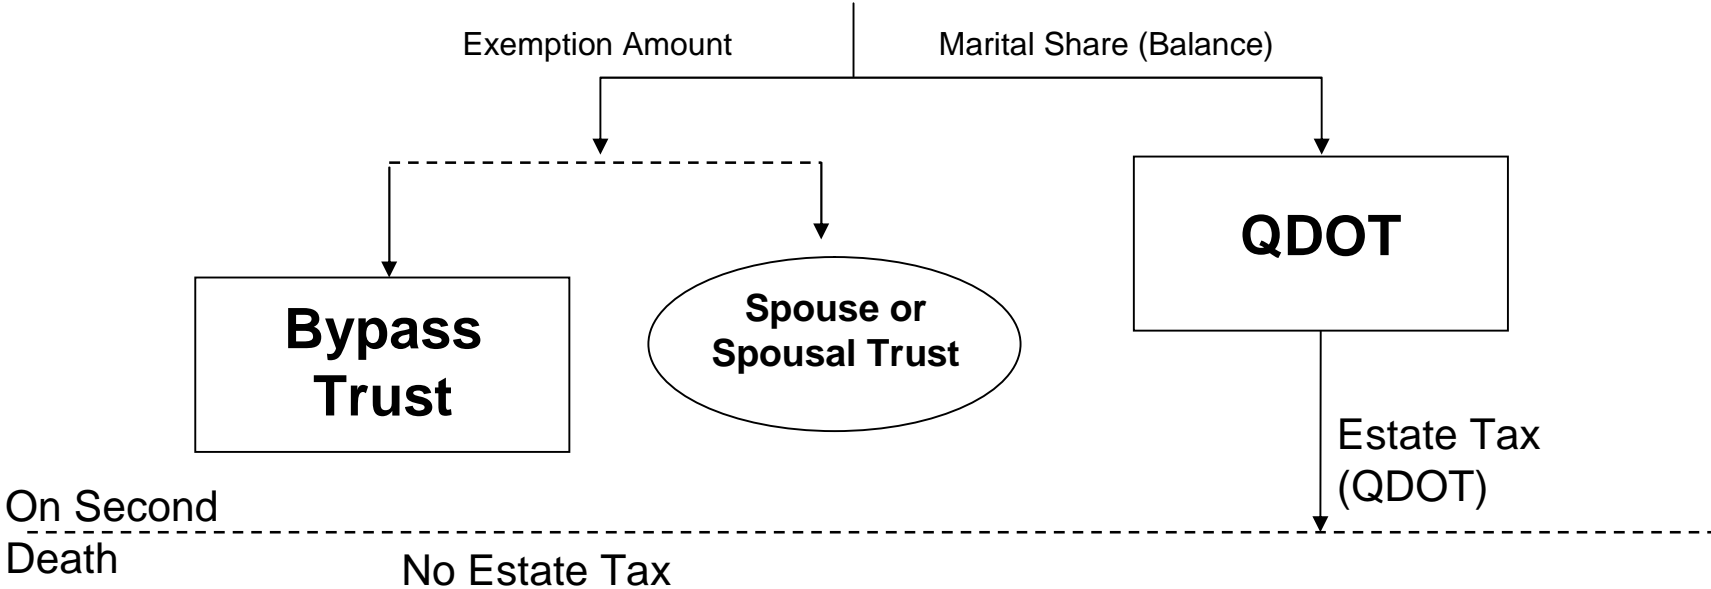 Exemption Amount
Marital Share (Balance)
QDOT
Bypass
Trust
Spouse or
Spousal Trust
Estate Tax
(QDOT)
On Second
Death
No Estate Tax